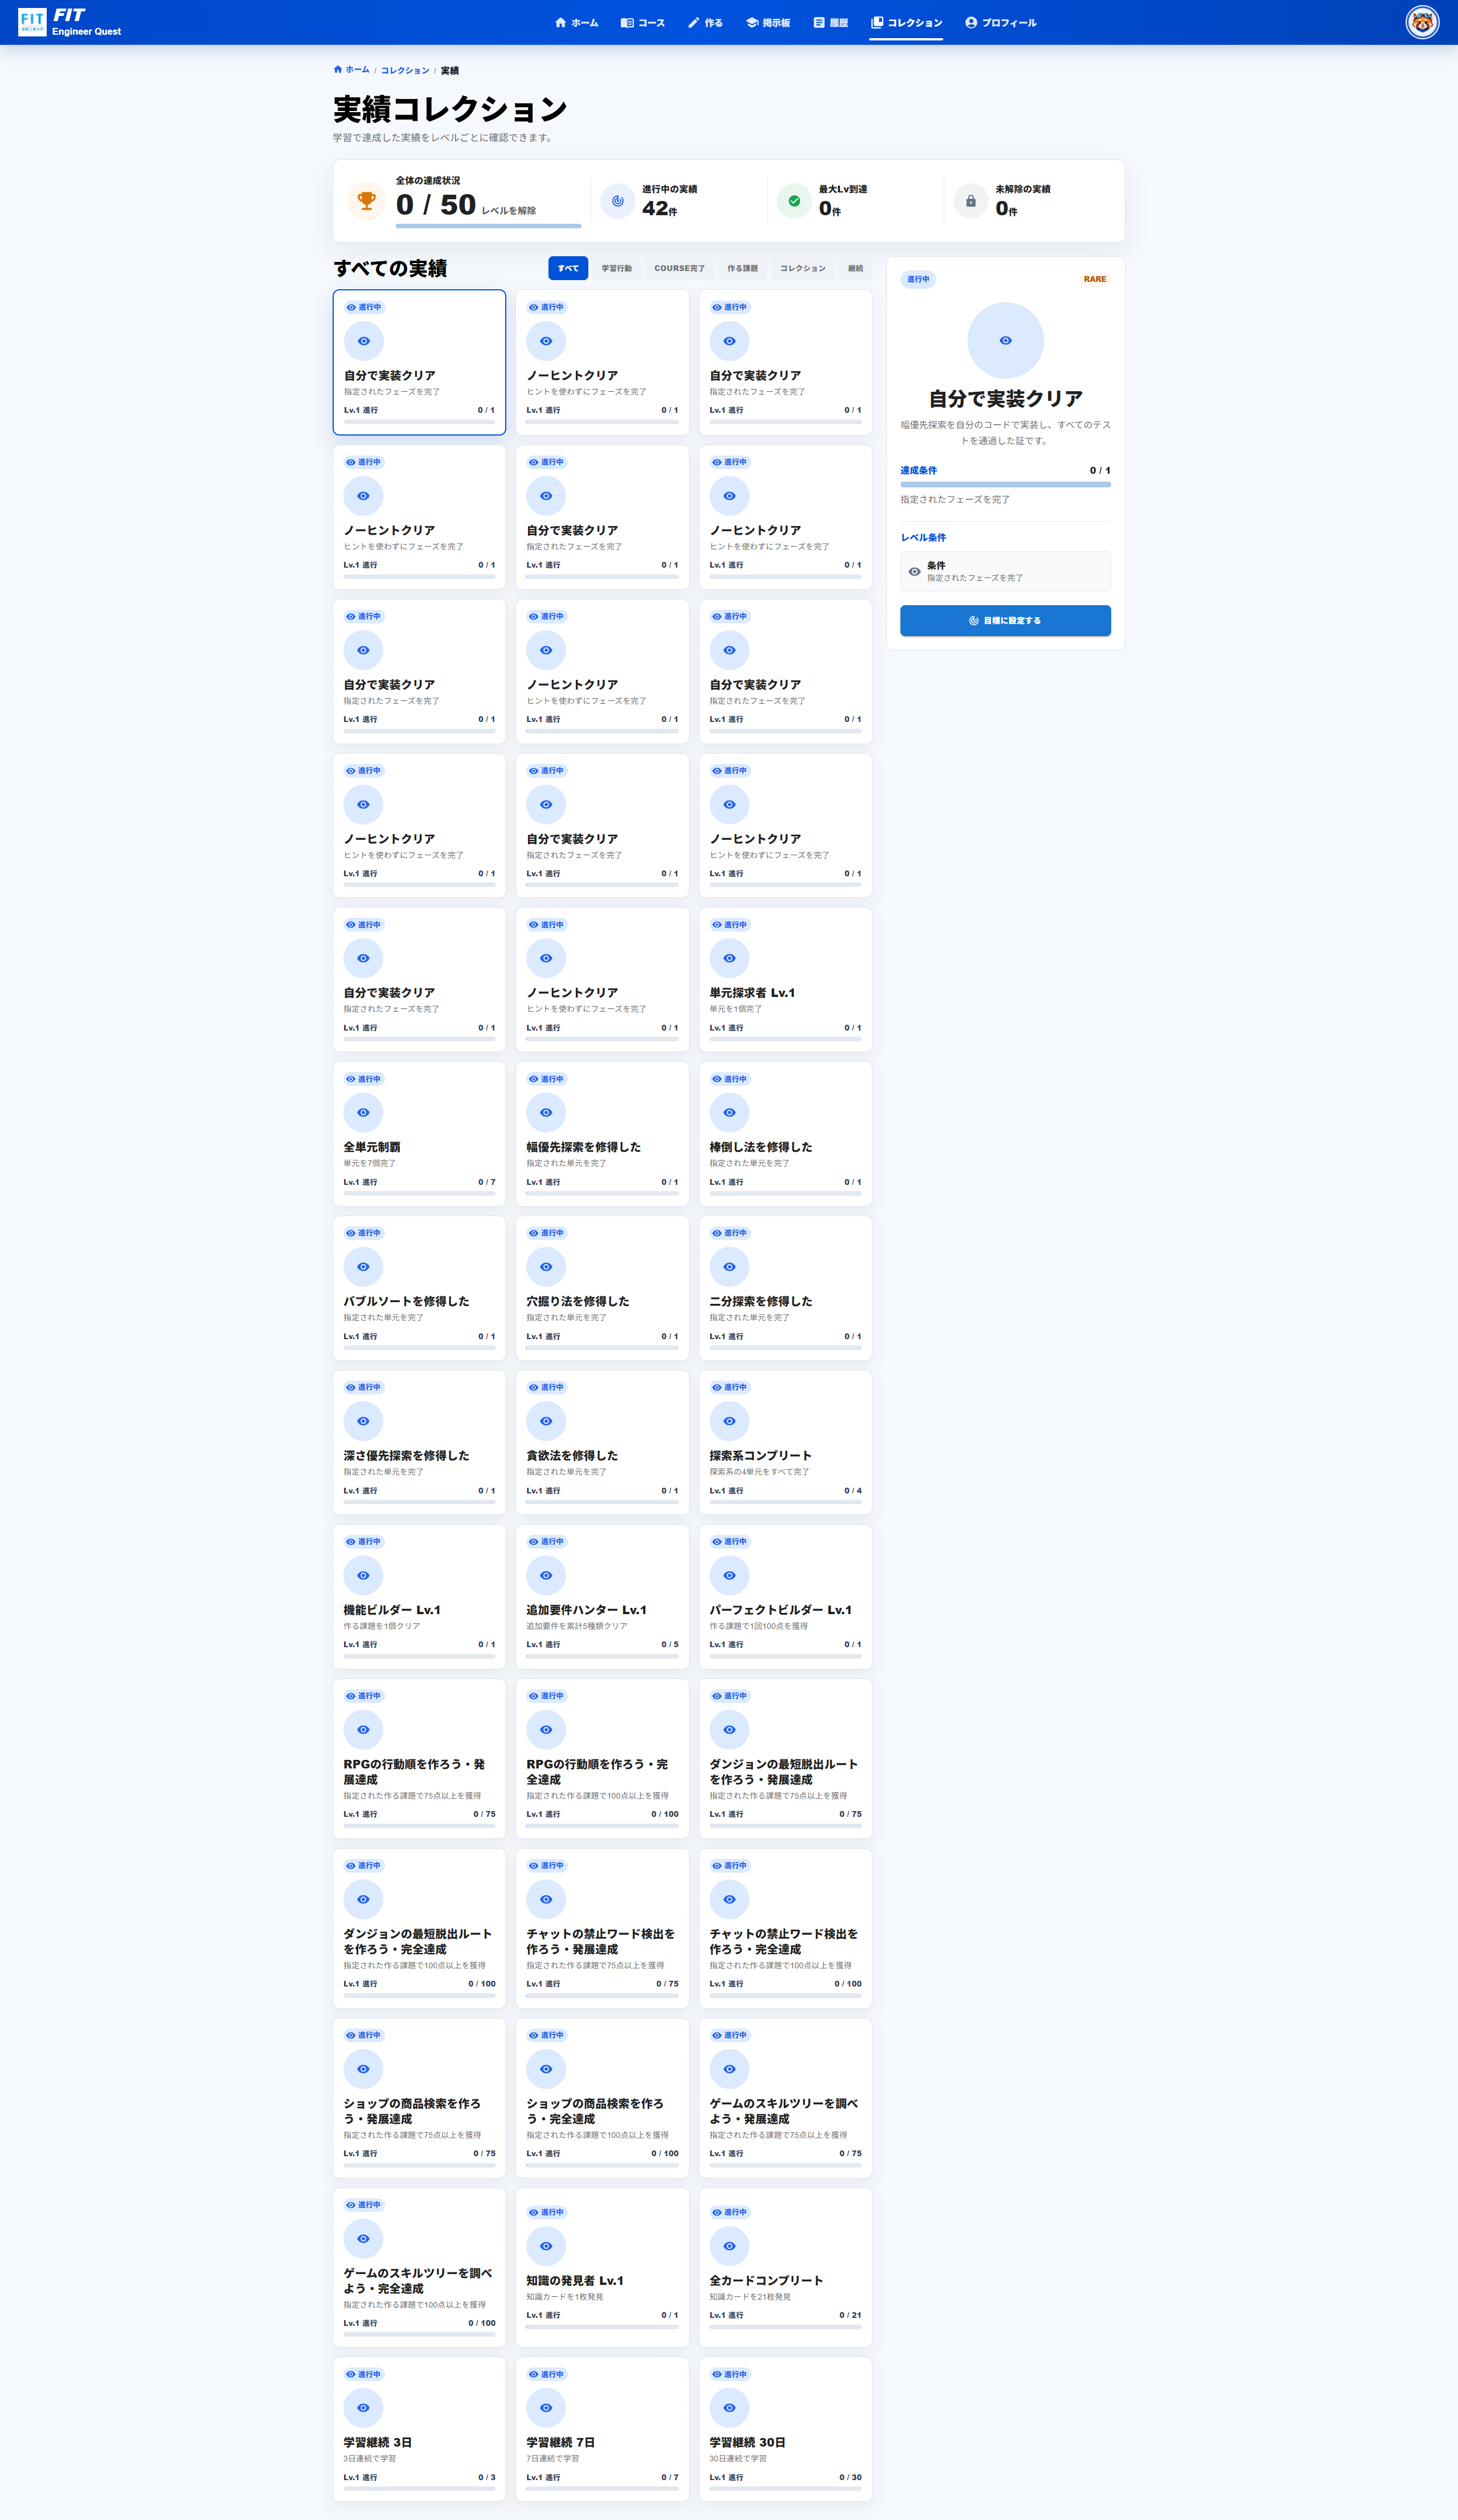 FIT
FIT
Engineer Quest
ホーム
コース
作る
掲示板
履歴
コレクション
プロフィール
ホーム / コレクション / 実績
実績コレクション
学習で達成した実績をレベルごとに確認できます。
全体の達成状況
0 / 50 レベルを解除
進行中の実績
42件
最大Lv到達
0件
未解除の実績
0件
すべての実績
すべて
学習行動
COURSE完了
作る課題
コレクション
継続
進行中
自分で実装クリア
指定されたフェーズを完了
Lv.1 進行 0 / 1
進行中
ノーヒントクリア
ヒントを使わずにフェーズを完了
Lv.1 進行 0 / 1
進行中
自分で実装クリア
指定されたフェーズを完了
Lv.1 進行 0 / 1
進行中
ノーヒントクリア
ヒントを使わずにフェーズを完了
Lv.1 進行 0 / 1
進行中
自分で実装クリア
指定されたフェーズを完了
Lv.1 進行 0 / 1
進行中
ノーヒントクリア
ヒントを使わずにフェーズを完了
Lv.1 進行 0 / 1
進行中
自分で実装クリア
指定されたフェーズを完了
Lv.1 進行 0 / 1
進行中
ノーヒントクリア
ヒントを使わずにフェーズを完了
Lv.1 進行 0 / 1
進行中
自分で実装クリア
指定されたフェーズを完了
Lv.1 進行 0 / 1
進行中
ノーヒントクリア
ヒントを使わずにフェーズを完了
Lv.1 進行 0 / 1
進行中
自分で実装クリア
指定されたフェーズを完了
Lv.1 進行 0 / 1
進行中
ノーヒントクリア
ヒントを使わずにフェーズを完了
Lv.1 進行 0 / 1
進行中
自分で実装クリア
指定されたフェーズを完了
Lv.1 進行 0 / 1
進行中
ノーヒントクリア
ヒントを使わずにフェーズを完了
Lv.1 進行 0 / 1
進行中
単元探求者 Lv.1
単元を1個完了
Lv.1 進行 0 / 1
進行中
全単元制覇
単元を7個完了
Lv.1 進行 0 / 7
進行中
幅優先探索を修得した
指定された単元を完了
Lv.1 進行 0 / 1
進行中
棒倒し法を修得した
指定された単元を完了
Lv.1 進行 0 / 1
進行中
バブルソートを修得した
指定された単元を完了
Lv.1 進行 0 / 1
進行中
穴掘り法を修得した
指定された単元を完了
Lv.1 進行 0 / 1
進行中
二分探索を修得した
指定された単元を完了
Lv.1 進行 0 / 1
進行中
深さ優先探索を修得した
指定された単元を完了
Lv.1 進行 0 / 1
進行中
貪欲法を修得した
指定された単元を完了
Lv.1 進行 0 / 1
進行中
探索系コンプリート
探索系の4単元をすべて完了
Lv.1 進行 0 / 4
進行中
機能ビルダー Lv.1
作る課題を1個クリア
Lv.1 進行 0 / 1
進行中
追加要件ハンター Lv.1
追加要件を累計5種類クリア
Lv.1 進行 0 / 5
進行中
パーフェクトビルダー Lv.1
作る課題で1回100点を獲得
Lv.1 進行 0 / 1
進行中
RPGの行動順を作ろう・発
展達成
指定された作る課題で75点以上を獲得
Lv.1 進行 0 / 75
進行中
RPGの行動順を作ろう・完
全達成
指定された作る課題で100点以上を獲得
Lv.1 進行 0 / 100
進行中
ダンジョンの最短脱出ルート
を作ろう・発展達成
指定された作る課題で75点以上を獲得
Lv.1 進行 0 / 75
進行中
ダンジョンの最短脱出ルート
を作ろう・完全達成
指定された作る課題で100点以上を獲得
Lv.1 進行 0 / 100
進行中
チャットの禁止ワード検出を
作ろう・発展達成
指定された作る課題で75点以上を獲得
Lv.1 進行 0 / 75
進行中
チャットの禁止ワード検出を
作ろう・完全達成
指定された作る課題で100点以上を獲得
Lv.1 進行 0 / 100
進行中
ショップの商品検索を作ろ
う・発展達成
指定された作る課題で75点以上を獲得
Lv.1 進行 0 / 75
進行中
ショップの商品検索を作ろ
う・完全達成
指定された作る課題で100点以上を獲得
Lv.1 進行 0 / 100
進行中
ゲームのスキルツリーを調べ
よう・発展達成
指定された作る課題で75点以上を獲得
Lv.1 進行 0 / 75
進行中
ゲームのスキルツリーを調べ
よう・完全達成
指定された作る課題で100点以上を獲得
Lv.1 進行 0 / 100
進行中
知識の発見者 Lv.1
知識カードを1枚発見
Lv.1 進行 0 / 1
進行中
全カードコンプリート
知識カードを21枚発見
Lv.1 進行 0 / 21
進行中
学習継続 3日
3日連続で学習
Lv.1 進行 0 / 3
進行中
学習継続 7日
7日連続で学習
Lv.1 進行 0 / 7
進行中
学習継続 30日
30日連続で学習
Lv.1 進行 0 / 30
進行中
RARE
自分で実装クリア
幅優先探索を自分のコードで実装し、すべてのテス
トを通過した証です。
達成条件 0 / 1
指定されたフェーズを完了
レベル条件
条件
指定されたフェーズを完了
目標に設定する